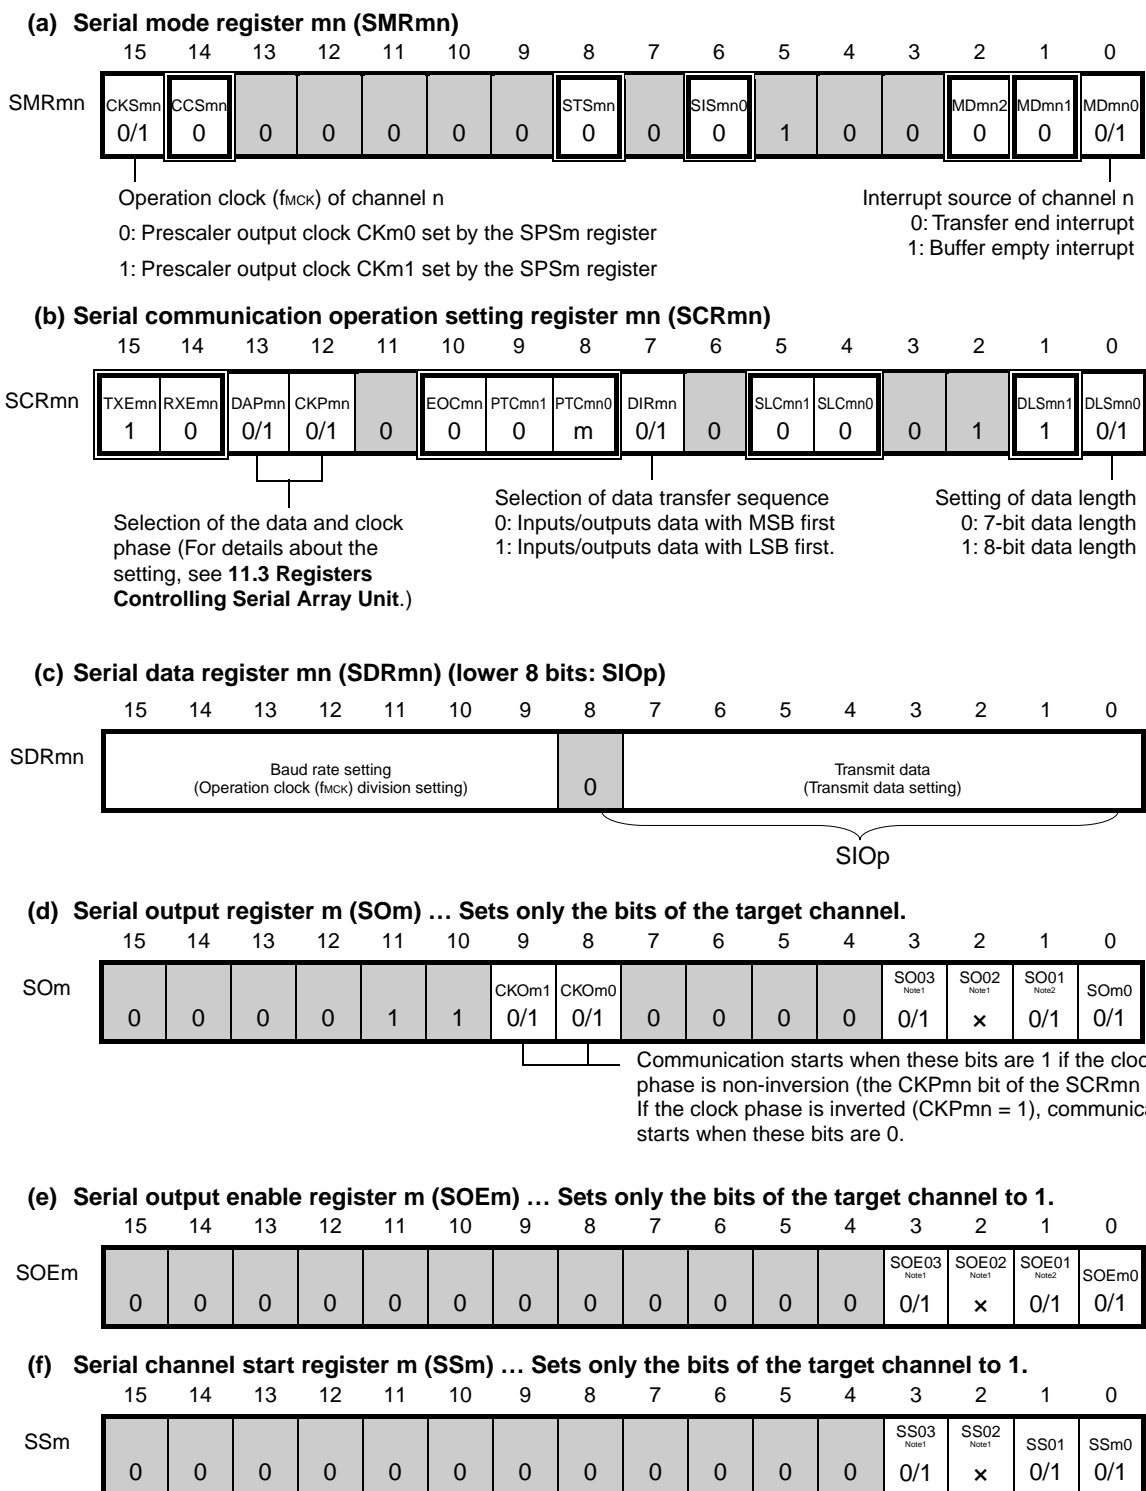 (a) Serial mode register mn (SMRmn)
15 14 13 12 11 10 9 8 7 6 5 4 3 2 1 0
SMRmn
CKSmn CCSmn STSmn SISmn0 MDmn2 MDmn1 MDmn0
0/1 0 0 0 0 0 0 0 0 0 1 0 0 0 0 0/1
Operation clock (fMCK) of channel n
0: Prescaler output clock CKm0 set by the SPSm register
1: Prescaler output clock CKm1 set by the SPSm register
Interrupt source of channel n
0: Transfer end interrupt
1: Buffer empty interrupt
(b) Serial communication operation setting register mn (SCRmn)
15 14 13 12 11 10 9 8 7 6 5 4 3 2 1 0
SCRmn
TXEmn RXEmn DAPmn CKPmn EOCmn PTCmn1 PTCmn0 DIRmn SLCmn1 SLCmn0 DLSmn1 DLSmn0
1 0 0/1 0/1 0 0 0 m 0/1 0 0 0 0 1 1 0/1
Selection of the data and clock
phase (For details about the
setting, see 11.3 Registers
Controlling Serial Array Unit.)
Selection of data transfer sequence
0: Inputs/outputs data with MSB first
1: Inputs/outputs data with LSB first.
Setting of data length
0: 7-bit data length
1: 8-bit data length
(c) Serial data register mn (SDRmn) (lower 8 bits: SIOp)
15 14 13 12 11 10 9 8 7 6 5 4 3 2 1 0
SDRmn
Baud rate setting
(Operation clock (fMCK) division setting)
0
Transmit data
(Transmit data setting)
SIOp
(d) Serial output register m (SOm) … Sets only the bits of the target channel.
15 14 13 12 11 10 9 8 7 6 5 4 3 2 1 0
SOm
CKOm1 CKOm0 SO03 SO02 SO01 SOm0
Note1 Note1 Note2
0 0 0 0 1 1 0/1 0/1 0 0 0 0 0/1 × 0/1 0/1
Communication starts when these bits are 1 if the cloc
phase is non-inversion (the CKPmn bit of the SCRmn
If the clock phase is inverted (CKPmn = 1), communic
starts when these bits are 0.
(e) Serial output enable register m (SOEm) … Sets only the bits of the target channel to 1.
15 14 13 12 11 10 9 8 7 6 5 4 3 2 1 0
SOEm
SOE03 SOE02 SOE01 SOEm0
Note1 Note1 Note2
0 0 0 0 0 0 0 0 0 0 0 0 0/1 × 0/1 0/1
(f) Serial channel start register m (SSm) … Sets only the bits of the target channel to 1.
15 14 13 12 11 10 9 8 7 6 5 4 3 2 1 0
SSm
SS03 SS02 SS01 SSm0
Note1 Note1
0 0 0 0 0 0 0 0 0 0 0 0 0/1 × 0/1 0/1